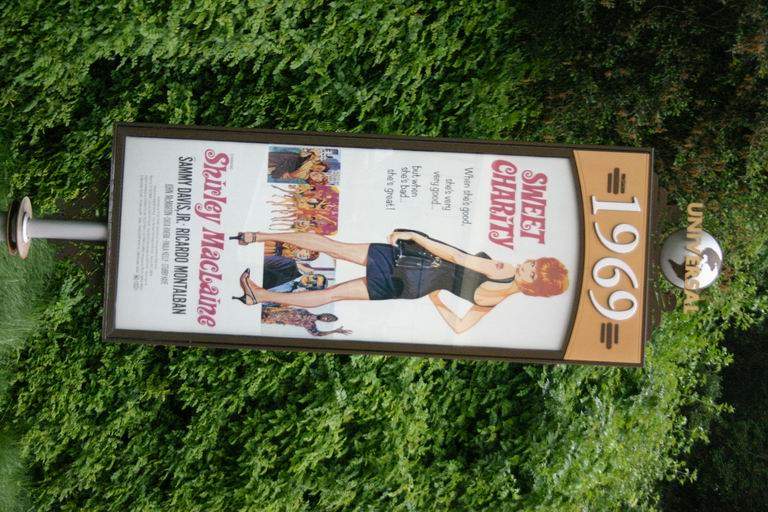 UNIVERSAL
1969
SWEET
CHARITY
When she's good,
she's very
very good...
but when
she's bad...
she's great!
Shirley MacLaine
SAMMY DAVIS, JR. · RICARDO MONTALBAN